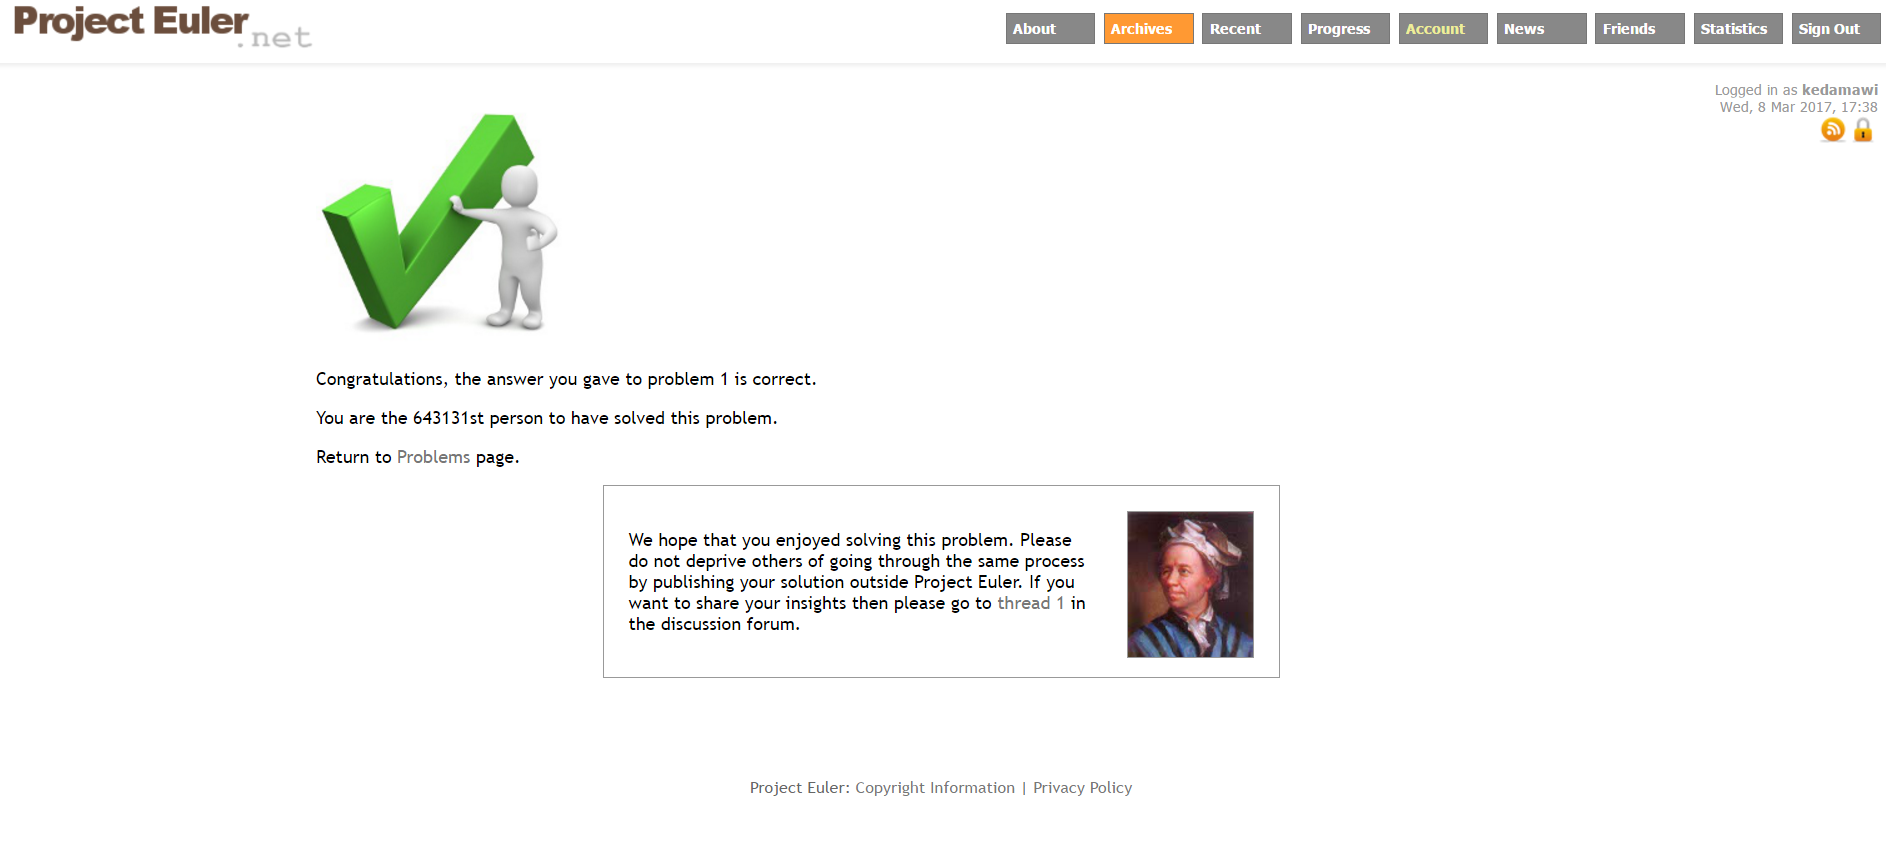 Project Euler.net
About Archives Recent Progress Account News Friends Statistics Sign Out
Logged in as kedamawi
Wed, 8 Mar 2017, 17:38
Congratulations, the answer you gave to problem 1 is correct.
You are the 643131st person to have solved this problem.
Return to Problems page.
We hope that you enjoyed solving this problem. Please
do not deprive others of going through the same process
by publishing your solution outside Project Euler. If you
want to share your insights then please go to thread 1 in
the discussion forum.
Project Euler: Copyright Information | Privacy Policy